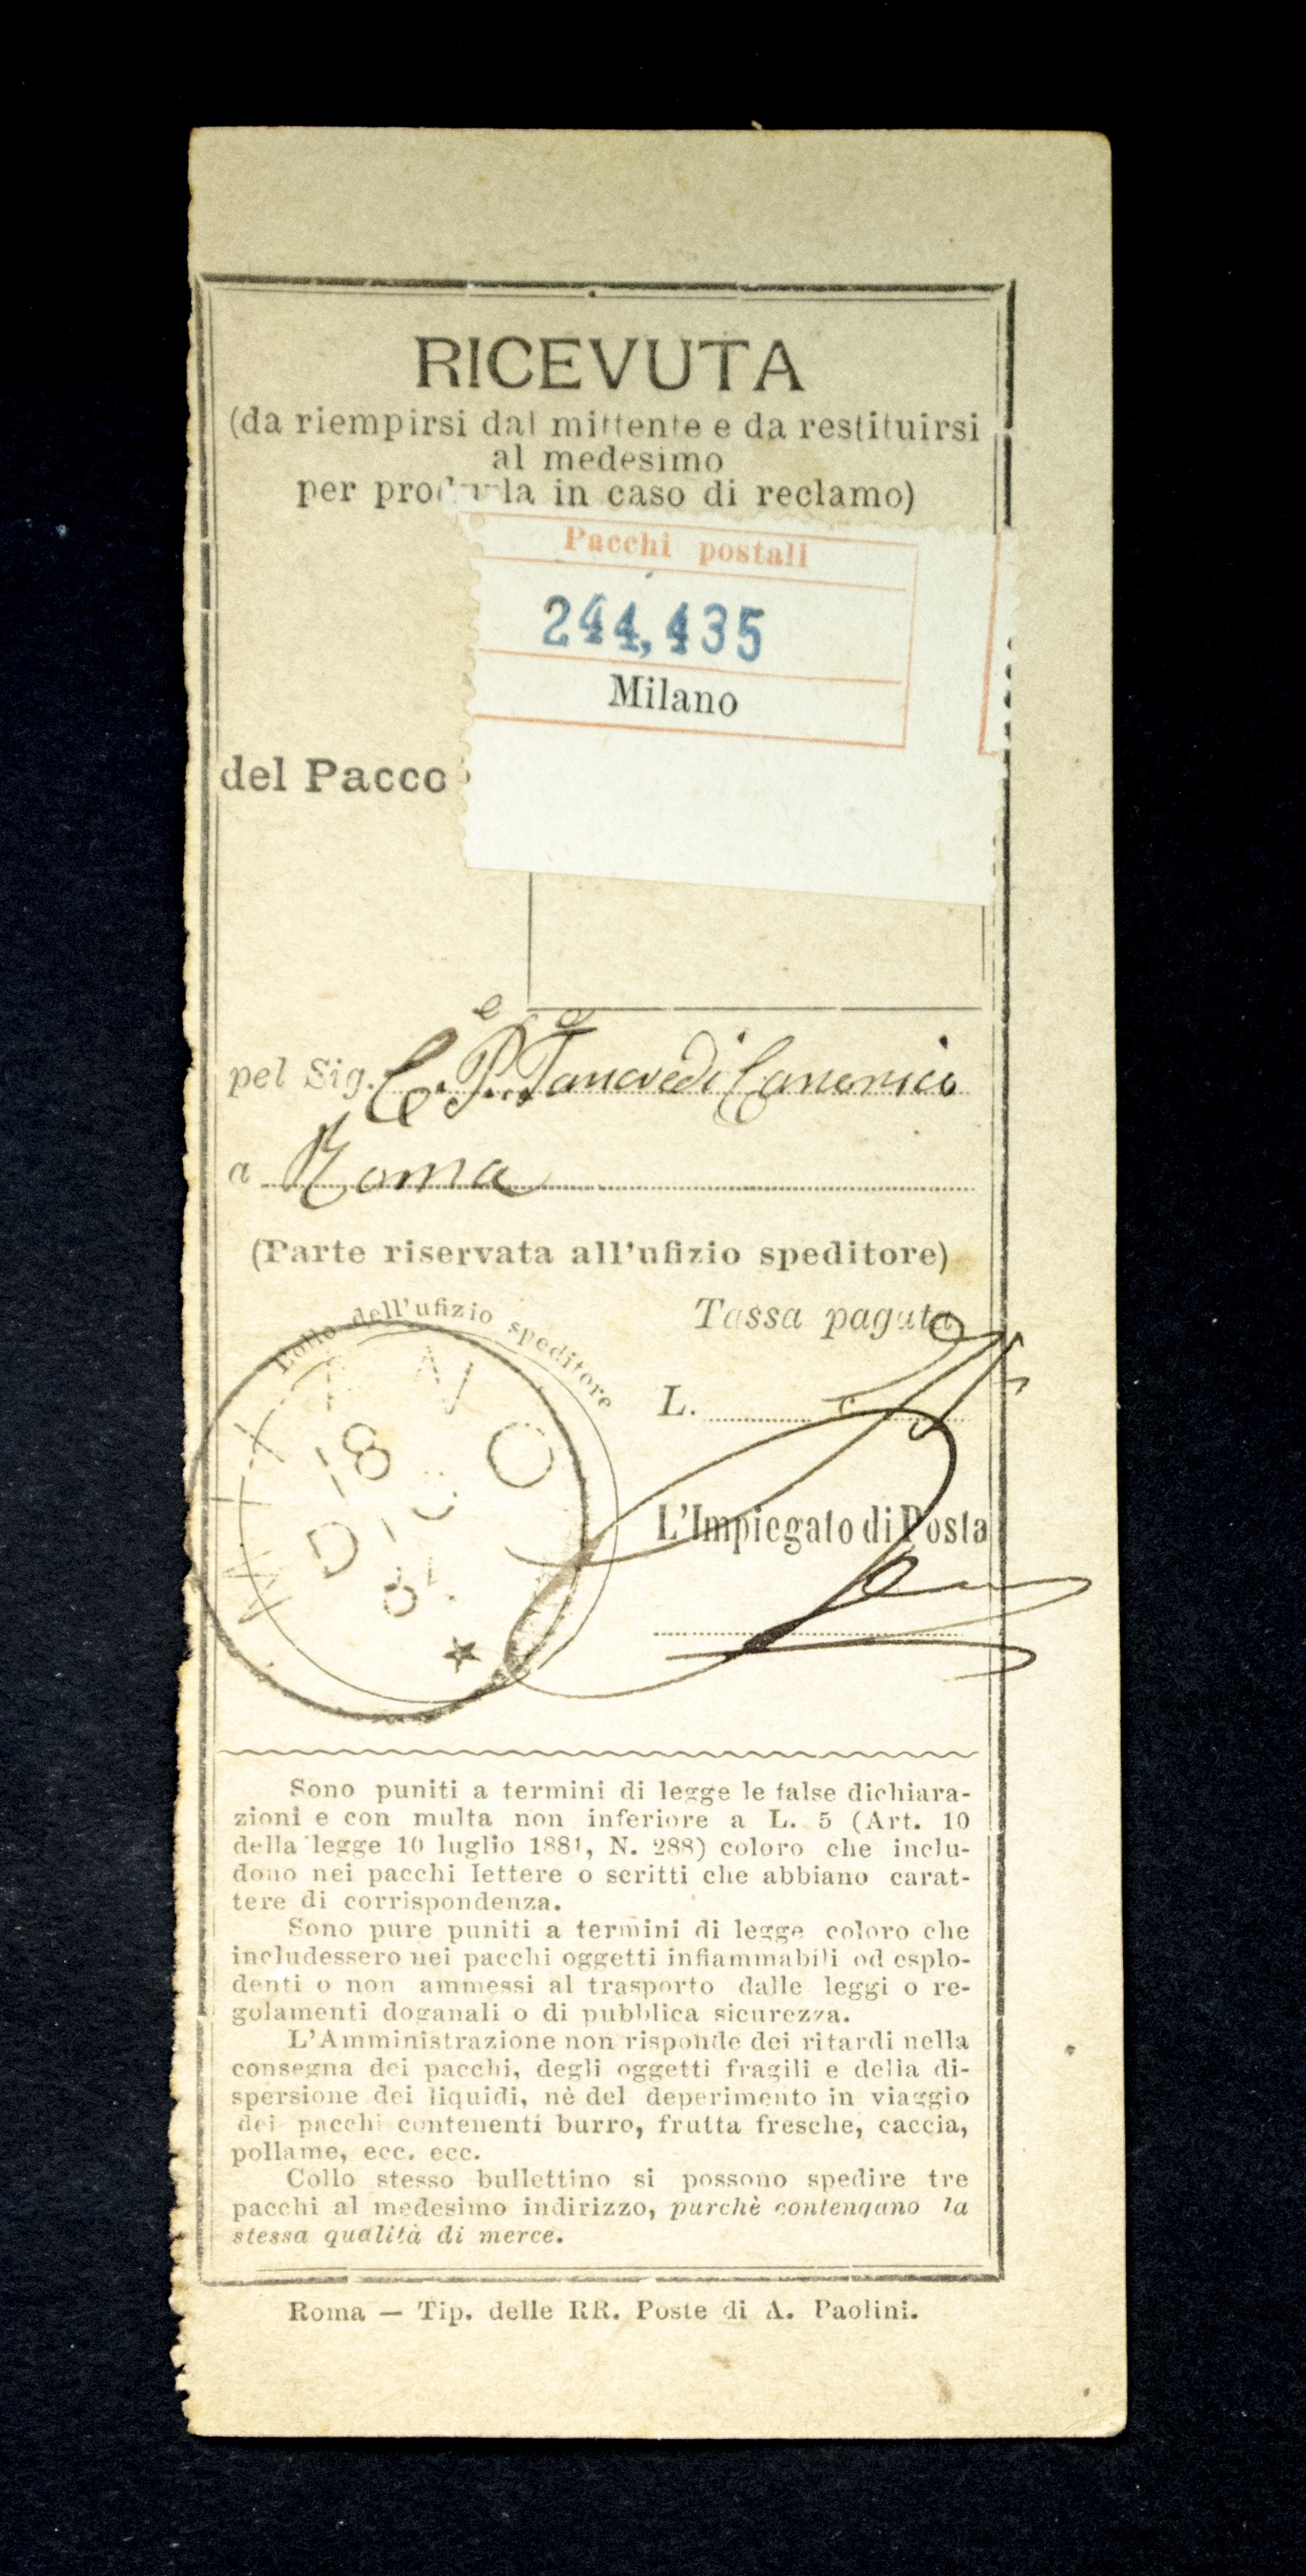 RICEVUTA
(da riempirsi dal mittente e da restituirsi
al medesimo
per produrla in caso di reclamo)
Pacchi postali
244,435
Milano
del Pacco
pel Sig. C.e P.e Tancredi Canonico
a Roma
(Parte riservata all'ufizio speditore)
Bollo dell'ufizio speditore
Tassa pagata
L. c.
MILANO
18
DIC
★
L'Impiegato di Posta
Sono puniti a termini di legge le false dichiara-
zioni e con multa non inferiore a L. 5 (Art. 10
della legge 10 luglio 1881, N. 288) coloro che inclu-
dono nei pacchi lettere o scritti che abbiano carat-
tere di corrispondenza.
Sono pure puniti a termini di legge coloro che
includessero nei pacchi oggetti infiammabili od esplo-
denti o non ammessi al trasporto dalle leggi o re-
golamenti doganali o di pubblica sicurezza.
L'Amministrazione non risponde dei ritardi nella
consegna dei pacchi, degli oggetti fragili e della di-
spersione dei liquidi, nè del deperimento in viaggio
dei pacchi contenenti burro, frutta fresche, caccia,
pollame, ecc. ecc.
Collo stesso bullettino si possono spedire tre
pacchi al medesimo indirizzo, purchè contengano la
stessa qualità di merce.
Roma — Tip. delle RR. Poste di A. Paolini.